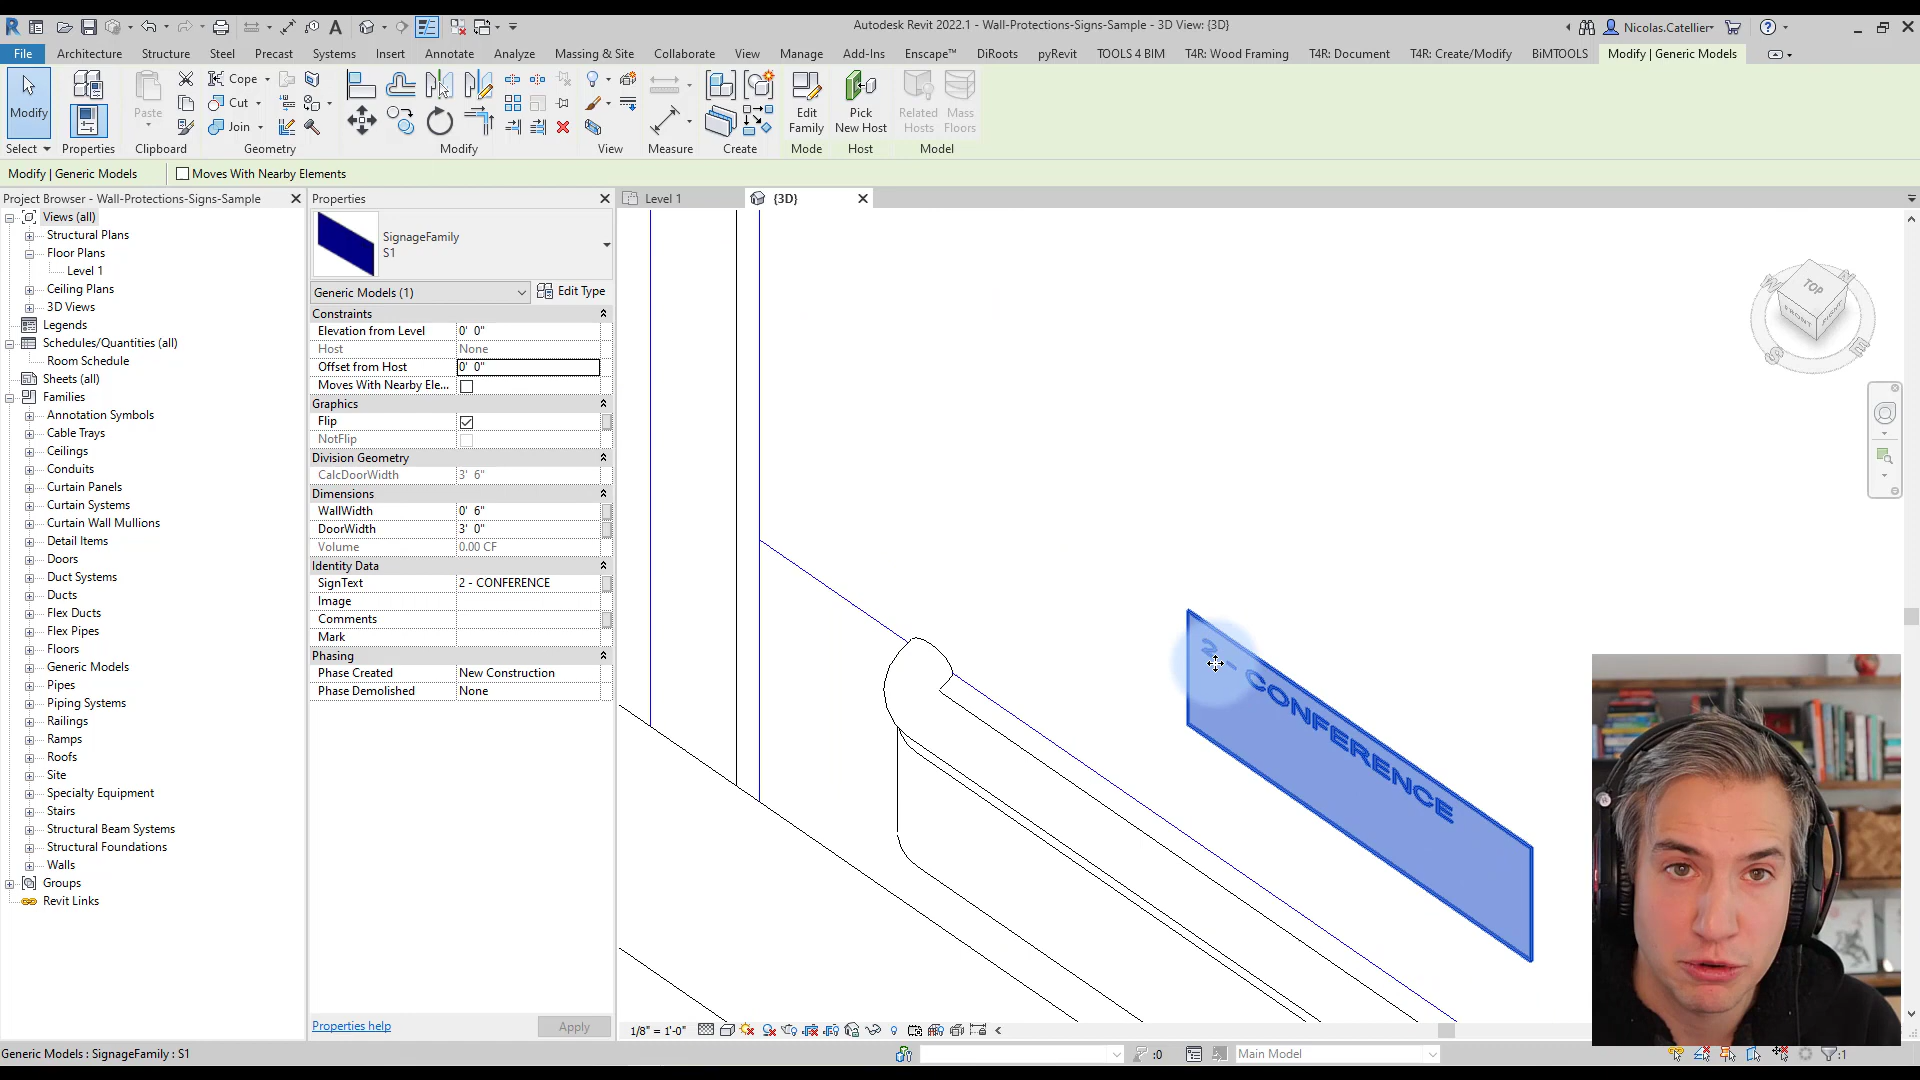 Autodesk Revit 2022.1 - Wall-Protections-Signs-Sample - 3D View: {3D}
Nicolas.Catellier
File Architecture Structure Steel Precast Systems Insert Annotate Analyze Massing & Site Collaborate View Manage Add-Ins Enscape™ DiRoots pyRevit TOOLS 4 BIM T4R: Wood Framing T4R: Document T4R: Create/Modify BiMTOOLS Modify | Generic Models
Modify
Paste
Cope
Cut
Join
Edit Family
Pick New Host
Related Hosts
Mass Floors
Select Properties Clipboard Geometry Modify View Measure Create Mode Host Model
Modify | Generic Models Moves With Nearby Elements
Project Browser - Wall-Protections-Signs-Sample
Views (all)
Structural Plans
Floor Plans
Level 1
Ceiling Plans
3D Views
Legends
Schedules/Quantities (all)
Room Schedule
Sheets (all)
Families
Annotation Symbols
Cable Trays
Ceilings
Conduits
Curtain Panels
Curtain Systems
Curtain Wall Mullions
Detail Items
Doors
Duct Systems
Ducts
Flex Ducts
Flex Pipes
Floors
Generic Models
Pipes
Piping Systems
Railings
Ramps
Roofs
Site
Specialty Equipment
Stairs
Structural Beam Systems
Structural Foundations
Walls
Groups
Revit Links
Properties
SignageFamily
S1
Generic Models (1) Edit Type
Constraints
Elevation from Level 0' 0"
Host None
Offset from Host 0' 0"
Moves With Nearby Ele...
Graphics
Flip
NotFlip
Division Geometry
CalcDoorWidth 3' 6"
Dimensions
WallWidth 0' 6"
DoorWidth 3' 0"
Volume 0.00 CF
Identity Data
SignText 2 - CONFERENCE
Image
Comments
Mark
Phasing
Phase Created New Construction
Phase Demolished None
Properties help Apply
Level 1 {3D}
TOP
FRONT
RIGHT
W
N
S
E
2 - CONFERENCE
1/8" = 1'-0"
Generic Models : SignageFamily : S1
:0
Main Model
:1